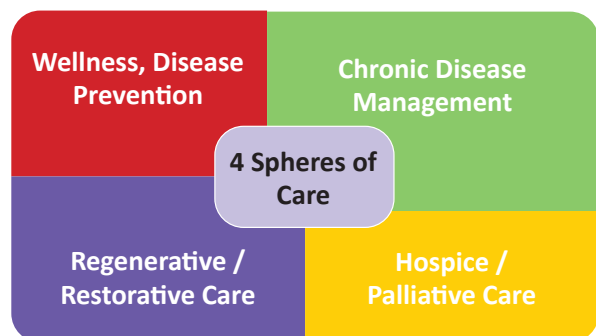 Wellness, Disease
Prevention
Chronic Disease
Management
4 Spheres of
Care
Regenerative /
Restorative Care
Hospice /
Palliative Care